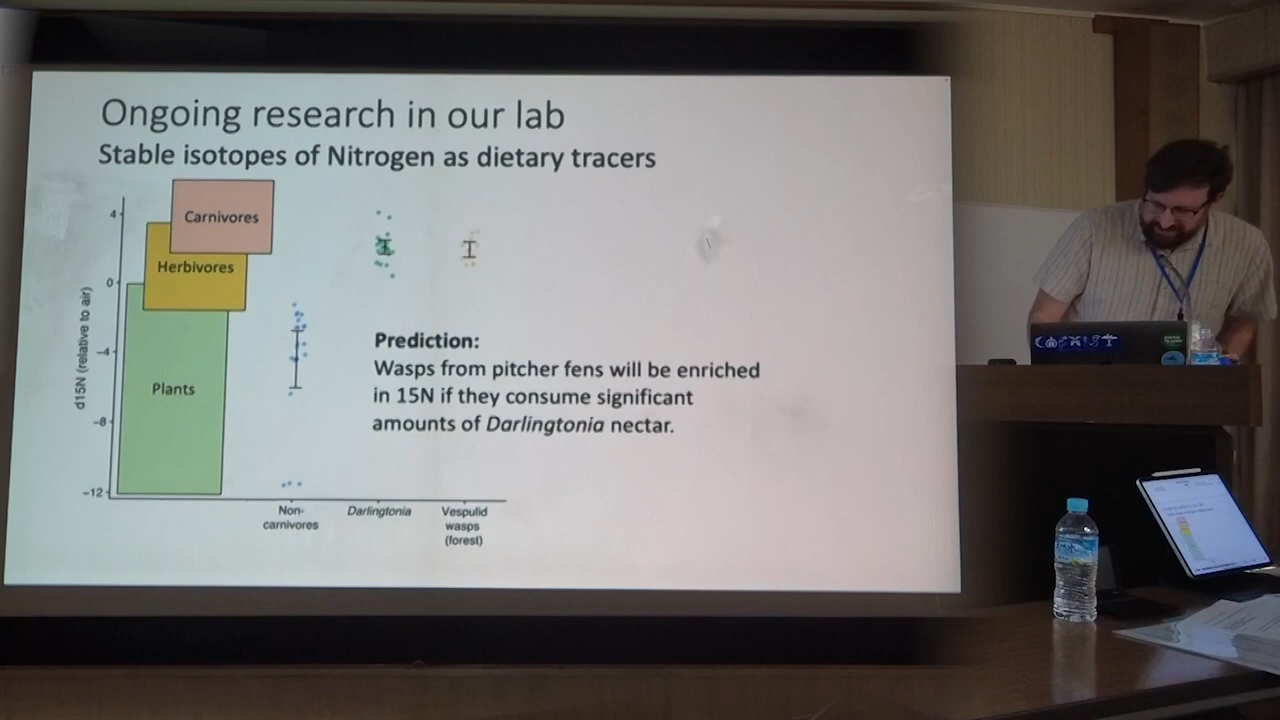 Ongoing research in our lab
Stable isotopes of Nitrogen as dietary tracers
Carnivores
Herbivores
Plants
d15N (relative to air)
4
0
−4
−8
−12
Prediction:
Wasps from pitcher fens will be enriched
in 15N if they consume significant
amounts of Darlingtonia nectar.
Non-
carnivores
Darlingtonia
Vespulid
wasps
(forest)